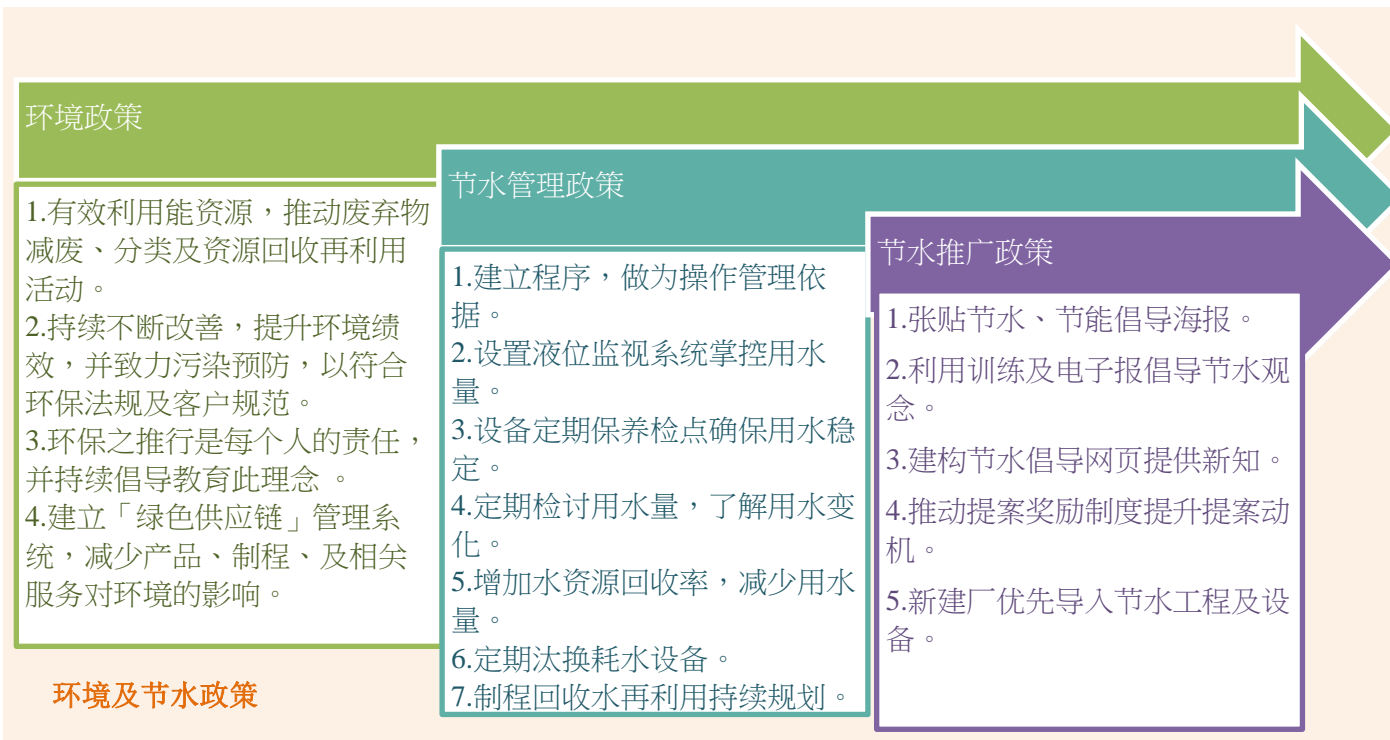 环境政策
1.有效利用能资源，推动废弃物
减废、分类及资源回收再利用
活动。
2.持续不断改善，提升环境绩
效，并致力污染预防，以符合
环保法规及客户规范。
3.环保之推行是每个人的责任，
并持续倡导教育此理念 。
4.建立「绿色供应链」管理系
统，减少产品、制程、及相关
服务对环境的影响。
节水管理政策
1.建立程序，做为操作管理依
据。
2.设置液位监视系统掌控用水
量。
3.设备定期保养检点确保用水稳
定。
4.定期检讨用水量，了解用水变
化。
5.增加水资源回收率，减少用水
量。
6.定期汰换耗水设备。
7.制程回收水再利用持续规划。
节水推广政策
1.张贴节水、节能倡导海报。
2.利用训练及电子报倡导节水观
念。
3.建构节水倡导网页提供新知。
4.推动提案奖励制度提升提案动
机。
5.新建厂优先导入节水工程及设
备。
环境及节水政策